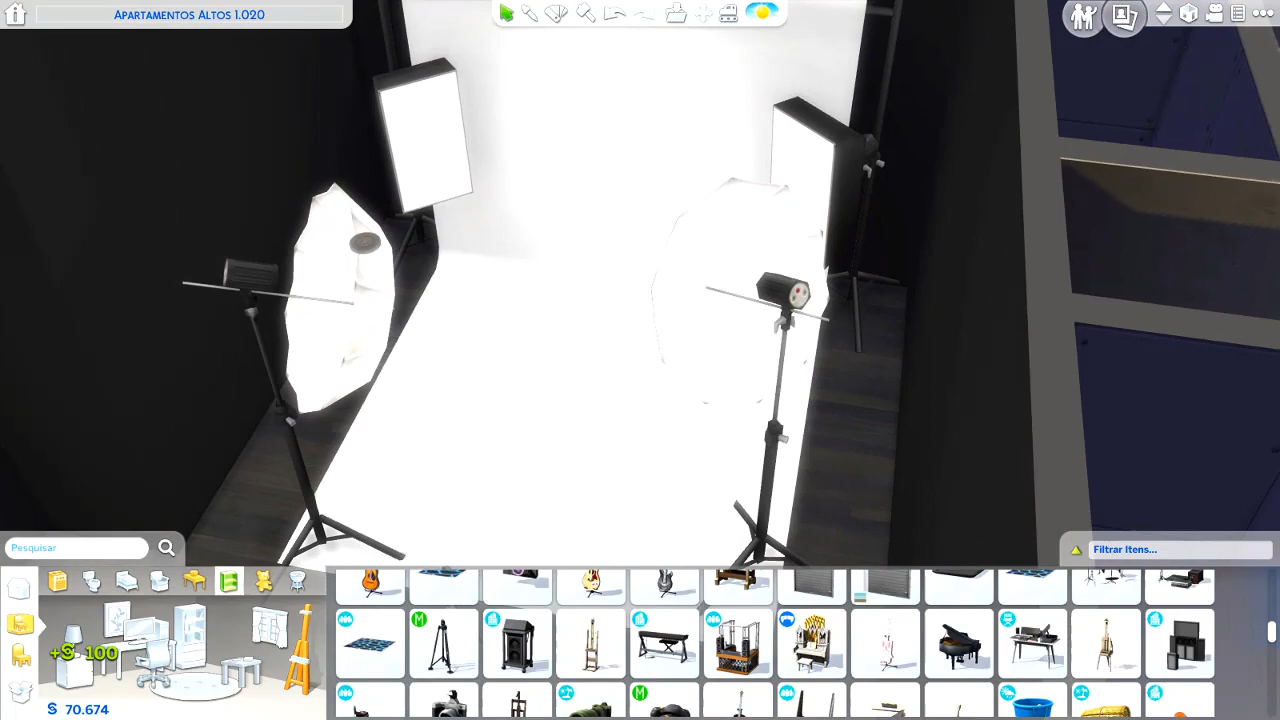 Apartamentos Altos 1.020
Pesquisar
Filtrar Itens...
M
+§ 100
M
§ 70.674